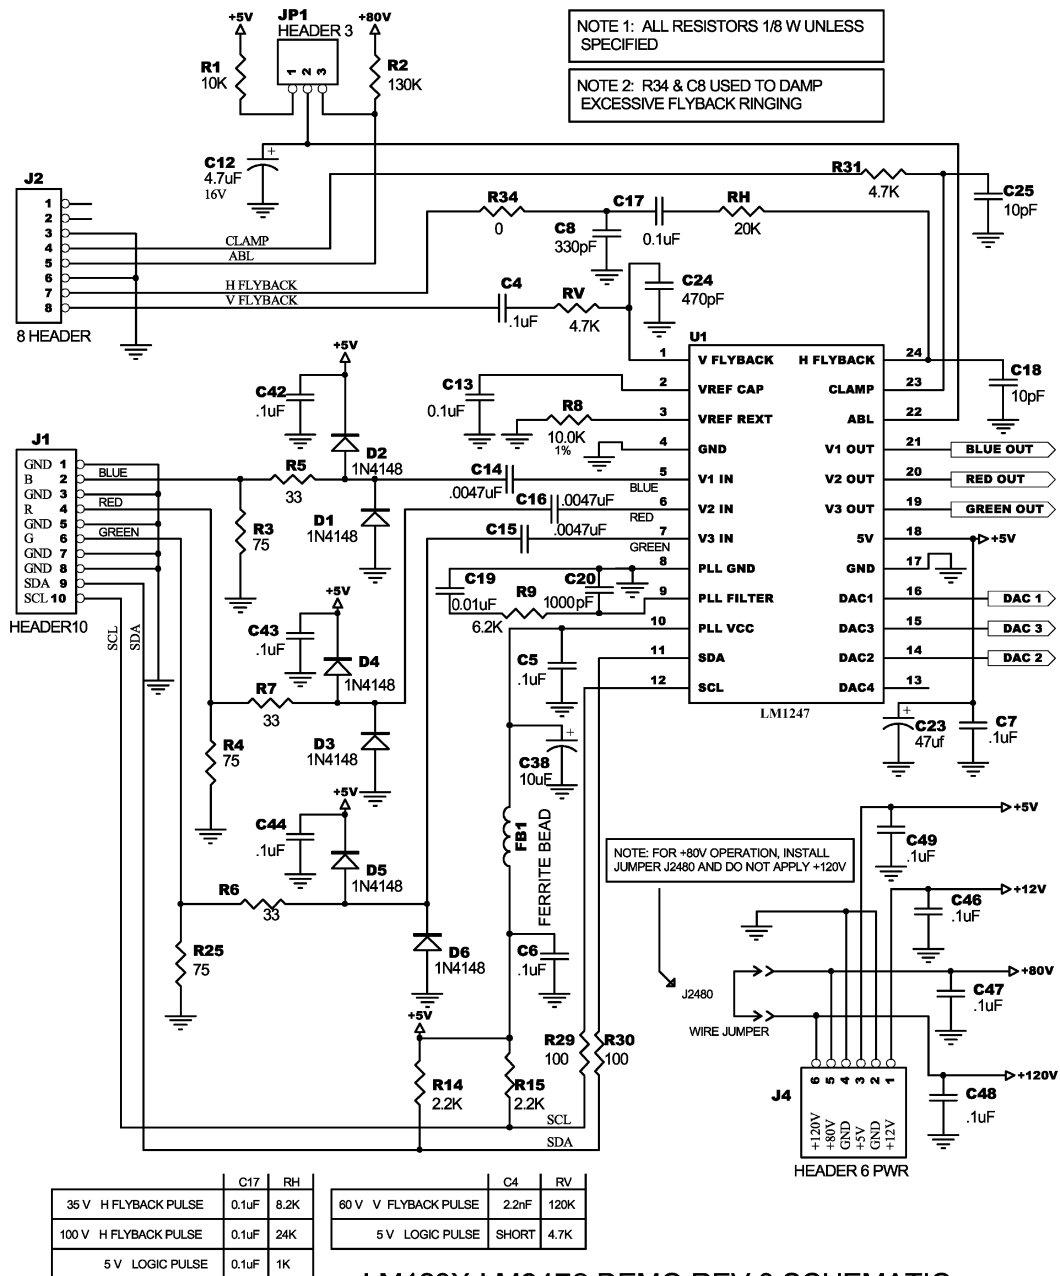 +5V
JP1
HEADER 3
+80V
R1
10K
1 2 3
R2
130K
NOTE 1: ALL RESISTORS 1/8 W UNLESS
SPECIFIED
NOTE 2: R34 & C8 USED TO DAMP
EXCESSIVE FLYBACK RINGING
C12
4.7uF
16V
+
R31
4.7K
C25
10pF
J2
1
2
3
4
5
6
7
8
8 HEADER
CLAMP
ABL
H FLYBACK
V FLYBACK
R34
0
C17
0.1uF
RH
20K
C8
330pF
C4
.1uF
RV
4.7K
C24
470pF
U1
1 V FLYBACK H FLYBACK 24
2 VREF CAP CLAMP 23
3 VREF REXT ABL 22
4 GND V1 OUT 21 BLUE OUT
5 V1 IN V2 OUT 20 RED OUT
6 V2 IN V3 OUT 19 GREEN OUT
7 V3 IN 5V 18 +5V
8 PLL GND GND 17
9 PLL FILTER DAC1 16 DAC 1
10 PLL VCC DAC3 15 DAC 3
11 SDA DAC2 14 DAC 2
12 SCL DAC4 13
LM1247
C18
10pF
+5V
C42
.1uF
D2
1N4148
C13
0.1uF
R8
10.0K
1%
J1
GND 1
B 2
GND 3
R 4
GND 5
G 6
GND 7
GND 8
SDA 9
SCL 10
HEADER10
BLUE
RED
GREEN
SCL
SDA
R5
33
R3
75
D1
1N4148
C14
.0047uF
BLUE
C16
.0047uF
RED
C15
.0047uF
GREEN
C19
0.01uF
C20
1000pF
R9
6.2K
+5V
C43
.1uF
D4
1N4148
R7
33
R4
75
D3
1N4148
C5
.1uF
C38
10uF
+
C23
47uf
+
C7
.1uF
+5V
C44
.1uF
D5
1N4148
R6
33
R25
75
D6
1N4148
FB1
FERRITE BEAD
C6
.1uF
NOTE: FOR +80V OPERATION, INSTALL
JUMPER J2480 AND DO NOT APPLY +120V
J2480
WIRE JUMPER
+5V
C49
.1uF
+12V
C46
.1uF
+80V
C47
.1uF
+120V
C48
.1uF
J4
6 5 4 3 2 1
+120V
+80V
GND
+5V
GND
+12V
HEADER 6 PWR
+5V
R14
2.2K
R15
2.2K
R29
100
R30
100
SCL
SDA
C17 RH
35 V H FLYBACK PULSE 0.1uF 8.2K
100 V H FLYBACK PULSE 0.1uF 24K
5 V LOGIC PULSE 0.1uF 1K
C4 RV
60 V V FLYBACK PULSE 2.2nF 120K
5 V LOGIC PULSE SHORT 4.7K